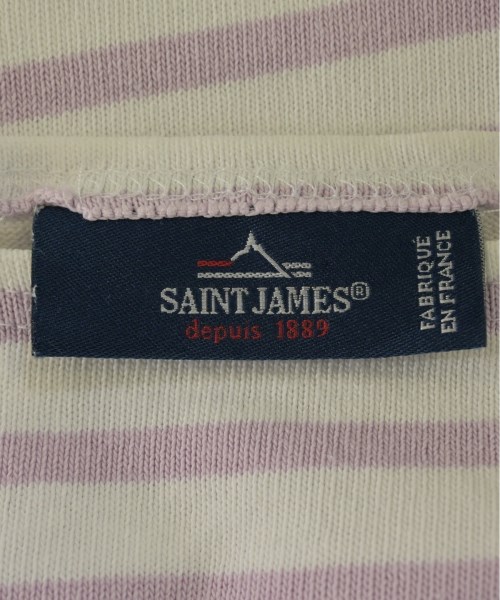 SAINT JAMES®
depuis 1889
FABRIQUÉ
EN FRANCE